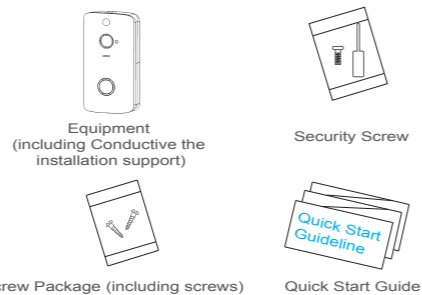 Equipment
(including Conductive the
installation support)
Security Screw
Quick Start
Guideline
crew Package (including screws)
Quick Start Guide